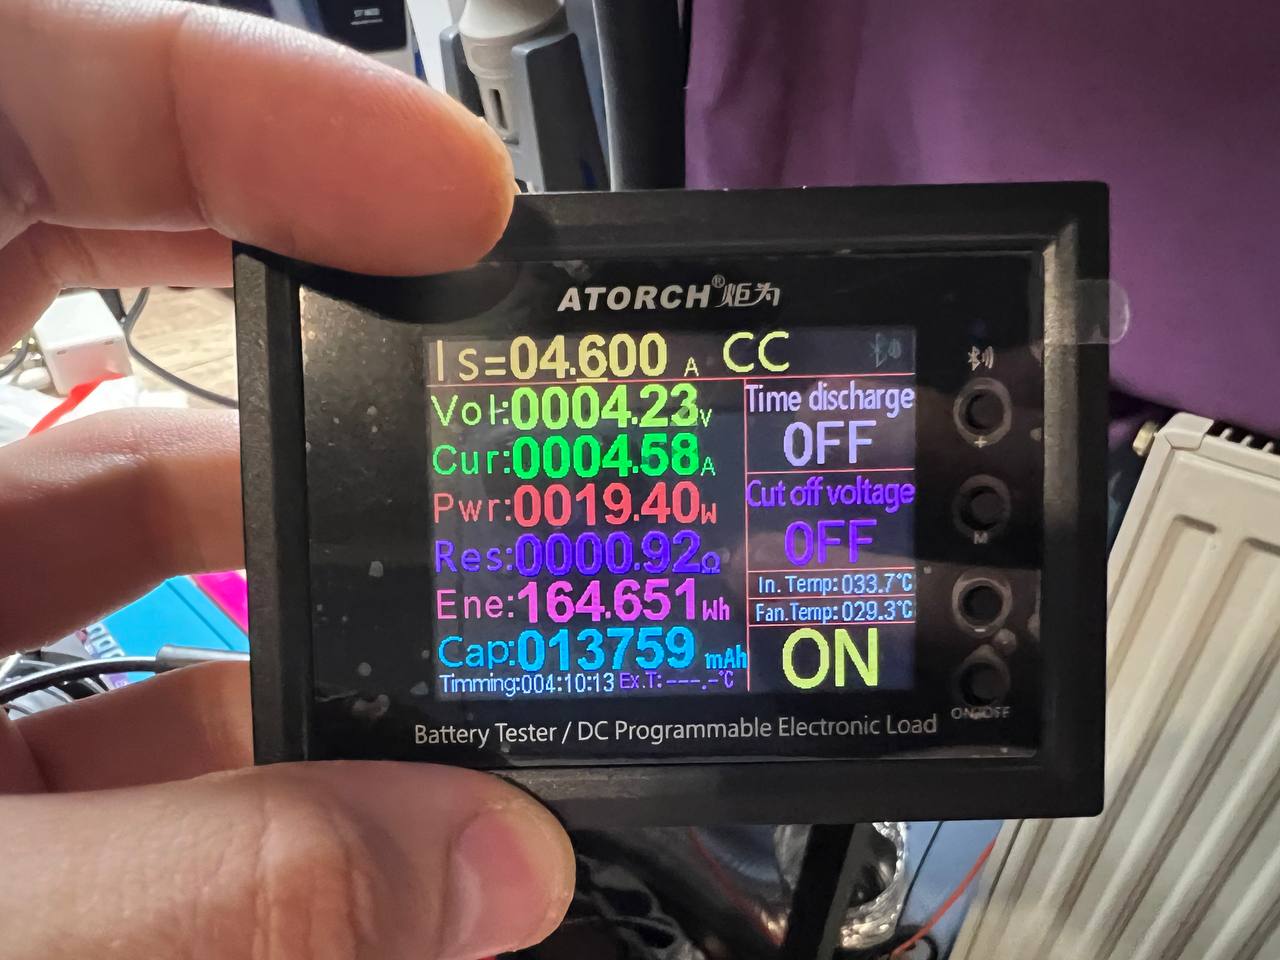 ATORCH®炬为
Is=04.600 A CC
Vol:0004.23V
Cur:0004.58A
Pwr:0019.40W
Res:0000.92Ω
Ene:164.651Wh
Cap:013759 mAh
Timming:004:10:13 Ex.T:---.-°C
Time discharge
OFF
Cut off voltage
OFF
In. Temp:033.7°C
Fan.Temp:029.3°C
ON
+
M
-
ON/OFF
Battery Tester / DC Programmable Electronic Load